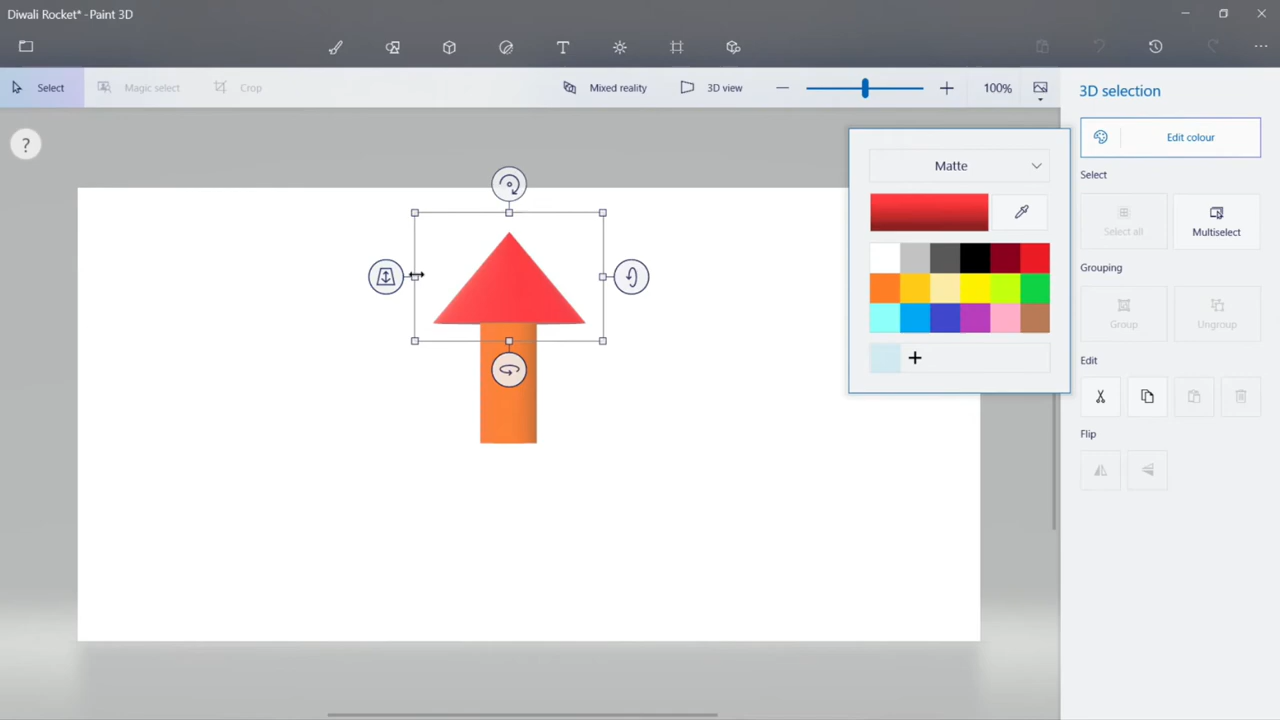 Diwali Rocket* - Paint 3D
Select
Magic select
Crop
Mixed reality
3D view
100%
3D selection
?
Edit colour
Matte
Select
Select all
Multiselect
Grouping
Group
Ungroup
Edit
Flip